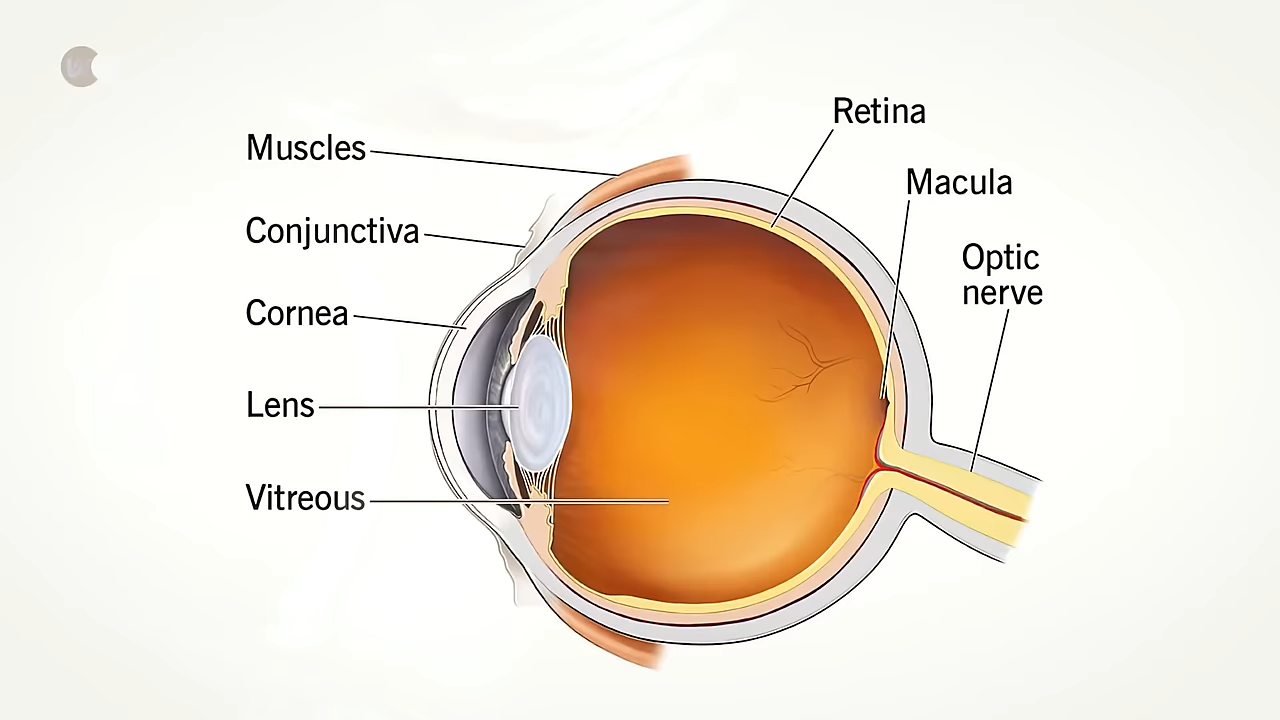 Muscles
Conjunctiva
Cornea
Lens
Vitreous
Retina
Macula
Optic
nerve